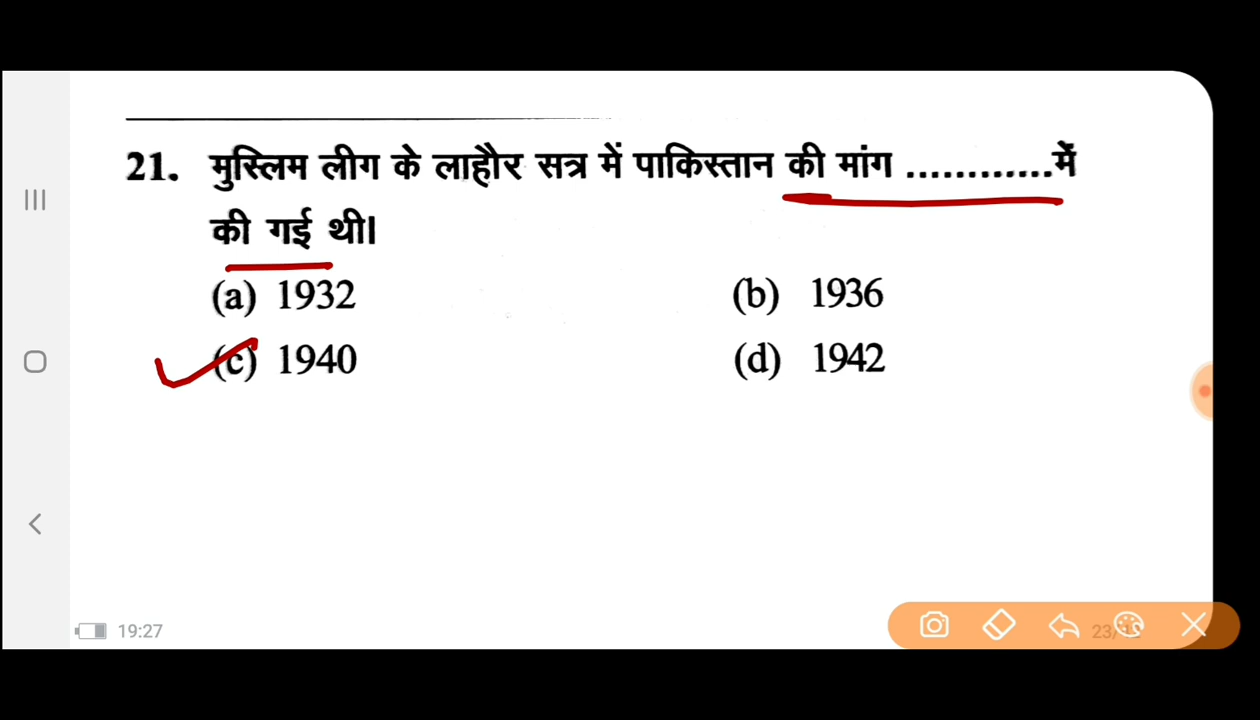 21. मुस्लिम लीग के लाहौर सत्र में पाकिस्तान की मांग ............में
की गई थी।
(a) 1932 (b) 1936
(c) 1940 (d) 1942
19:27